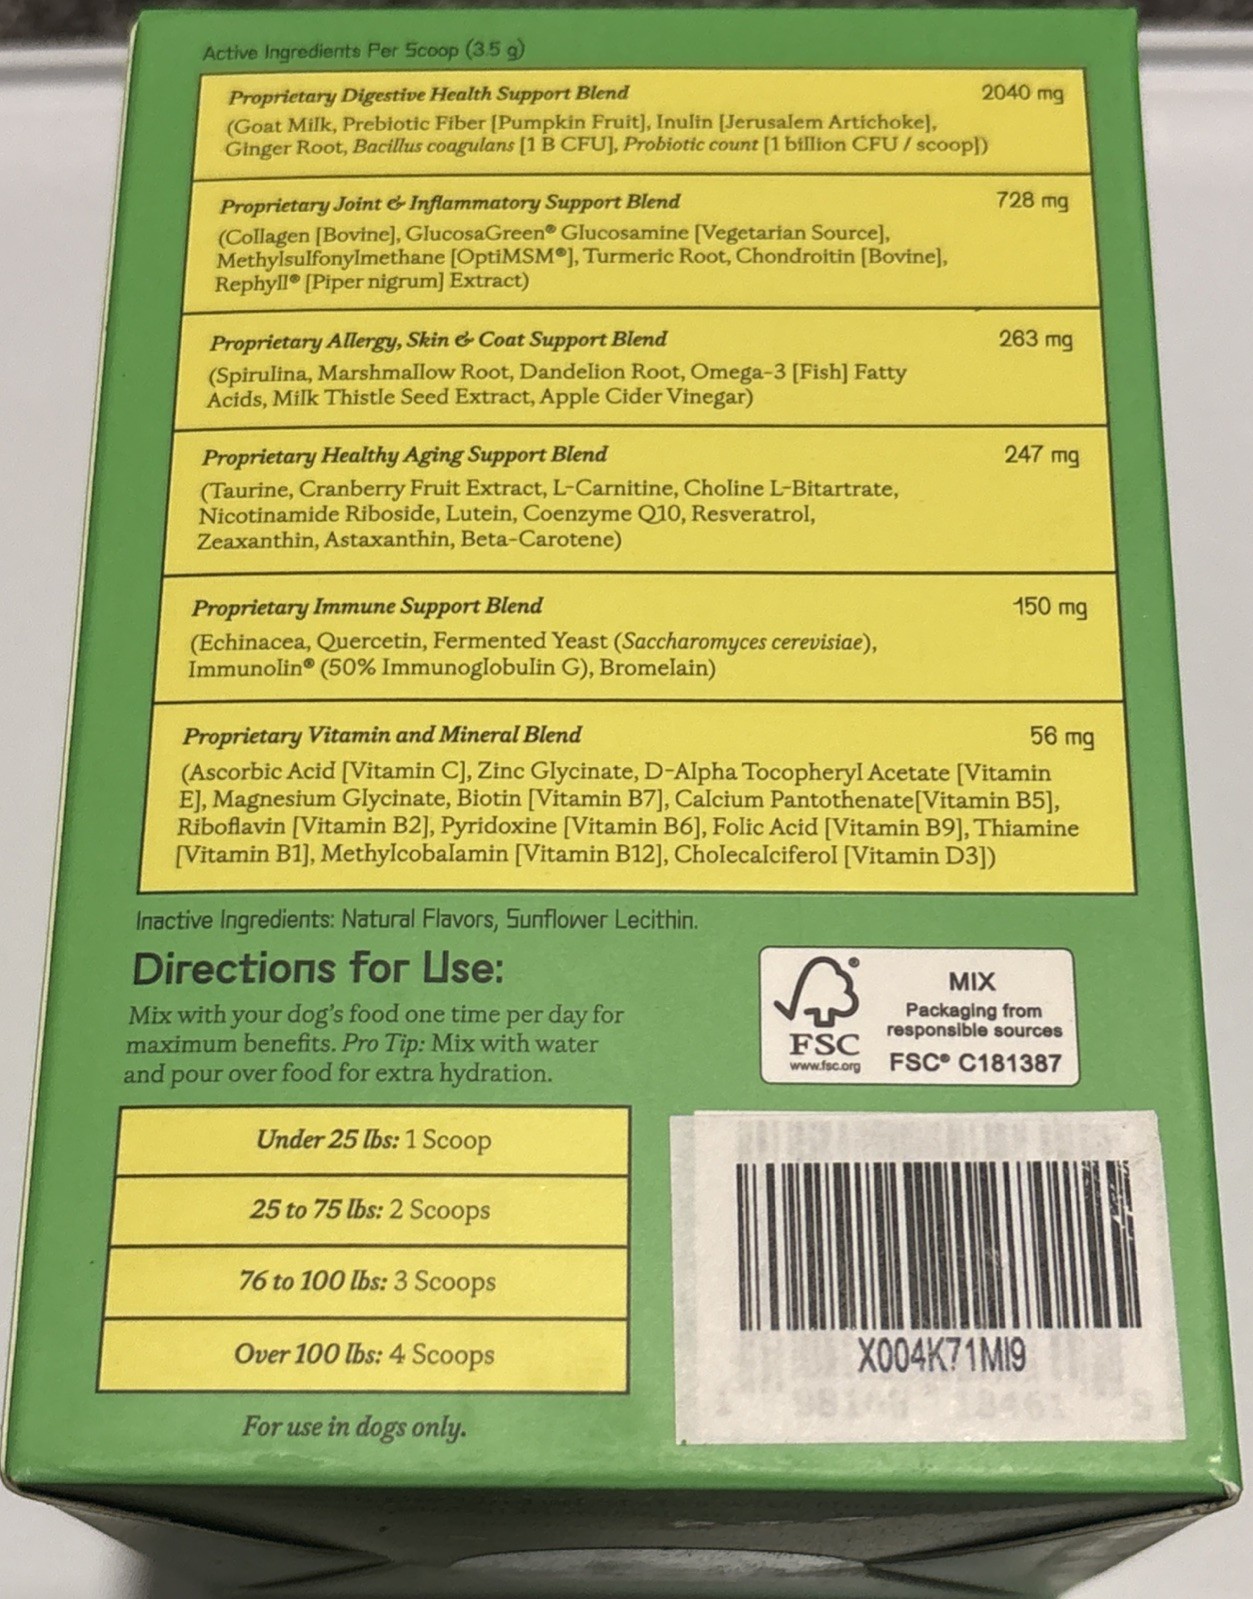 Active Ingredients Per Scoop (3.5 g)
Proprietary Digestive Health Support Blend 2040 mg
(Goat Milk, Prebiotic Fiber [Pumpkin Fruit], Inulin [Jerusalem Artichoke],
Ginger Root, Bacillus coagulans [1 B CFU], Probiotic count [1 billion CFU / scoop])
Proprietary Joint & Inflammatory Support Blend 728 mg
(Collagen [Bovine], GlucosaGreen® Glucosamine [Vegetarian Source],
Methylsulfonylmethane [OptiMSM®], Turmeric Root, Chondroitin [Bovine],
Rephyll® [Piper nigrum] Extract)
Proprietary Allergy, Skin & Coat Support Blend 263 mg
(Spirulina, Marshmallow Root, Dandelion Root, Omega-3 [Fish] Fatty
Acids, Milk Thistle Seed Extract, Apple Cider Vinegar)
Proprietary Healthy Aging Support Blend 247 mg
(Taurine, Cranberry Fruit Extract, L-Carnitine, Choline L-Bitartrate,
Nicotinamide Riboside, Lutein, Coenzyme Q10, Resveratrol,
Zeaxanthin, Astaxanthin, Beta-Carotene)
Proprietary Immune Support Blend 150 mg
(Echinacea, Quercetin, Fermented Yeast (Saccharomyces cerevisiae),
Immunolin® (50% Immunoglobulin G), Bromelain)
Proprietary Vitamin and Mineral Blend 56 mg
(Ascorbic Acid [Vitamin C], Zinc Glycinate, D-Alpha Tocopheryl Acetate [Vitamin
E], Magnesium Glycinate, Biotin [Vitamin B7], Calcium Pantothenate[Vitamin B5],
Riboflavin [Vitamin B2], Pyridoxine [Vitamin B6], Folic Acid [Vitamin B9], Thiamine
[Vitamin B1], Methylcobalamin [Vitamin B12], Cholecalciferol [Vitamin D3])
Inactive Ingredients: Natural Flavors, Sunflower Lecithin.
Directions for Use:
Mix with your dog's food one time per day for
maximum benefits. Pro Tip: Mix with water
and pour over food for extra hydration.
Under 25 lbs: 1 Scoop
25 to 75 lbs: 2 Scoops
76 to 100 lbs: 3 Scoops
Over 100 lbs: 4 Scoops
For use in dogs only.
FSC
www.fsc.org
MIX
Packaging from
responsible sources
FSC® C181387
X004K71MI9